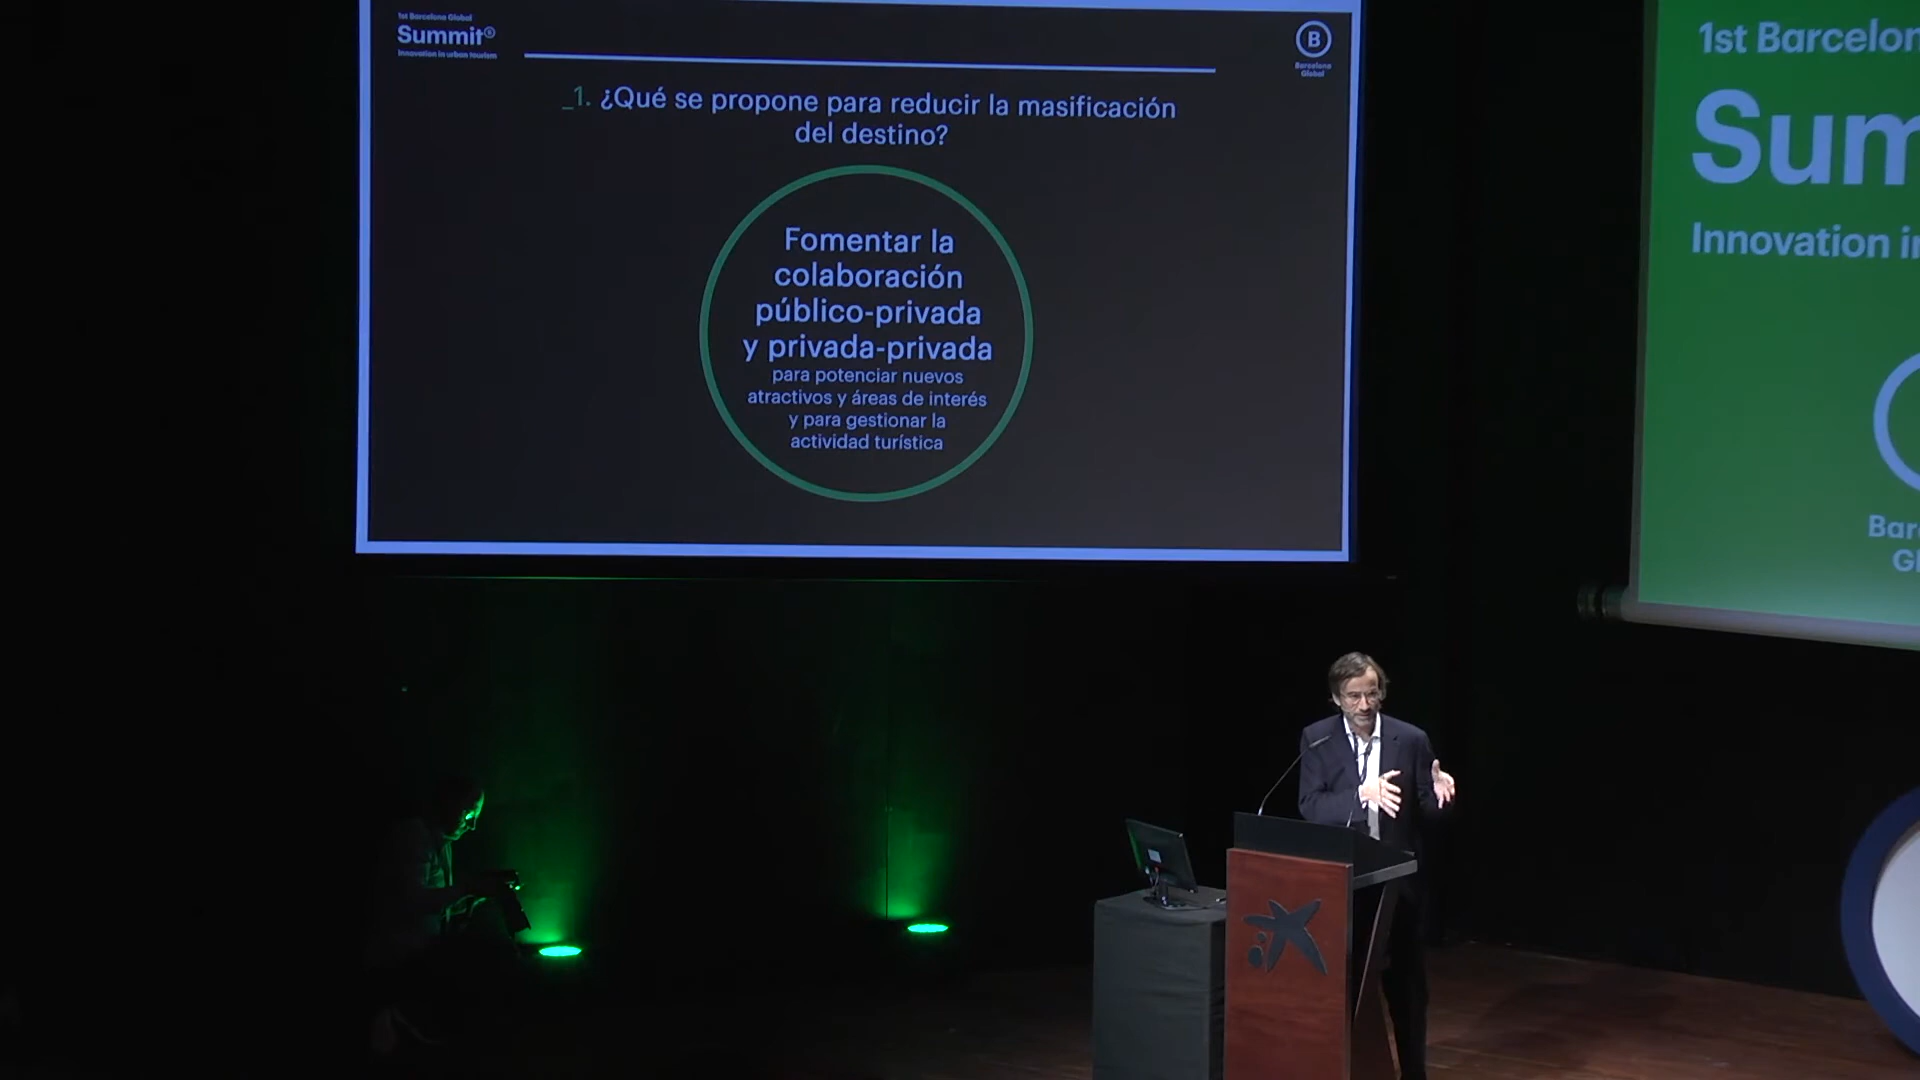 1st Barcelona Global
Summit®
Innovation in urban tourism
B
Barcelona
Global
_1. ¿Qué se propone para reducir la masificación
del destino?
Fomentar la
colaboración
público-privada
y privada-privada
para potenciar nuevos
atractivos y áreas de interés
y para gestionar la
actividad turística
1st Barcelon
Sum
Innovation i
Bar
Gl